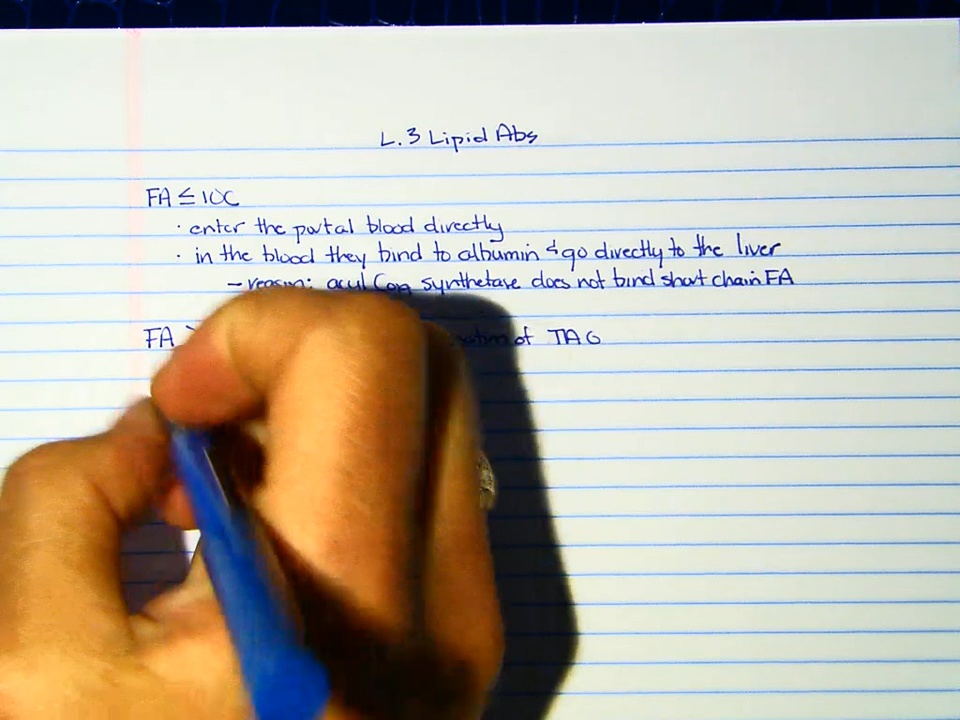 L.3 Lipid Abs
FA ≤ 10C
· enter the portal blood directly
· in the blood they bind to albumin & go directly to the liver
- reason: acyl CoA synthetase does not bind short chain FA
FA of TAG